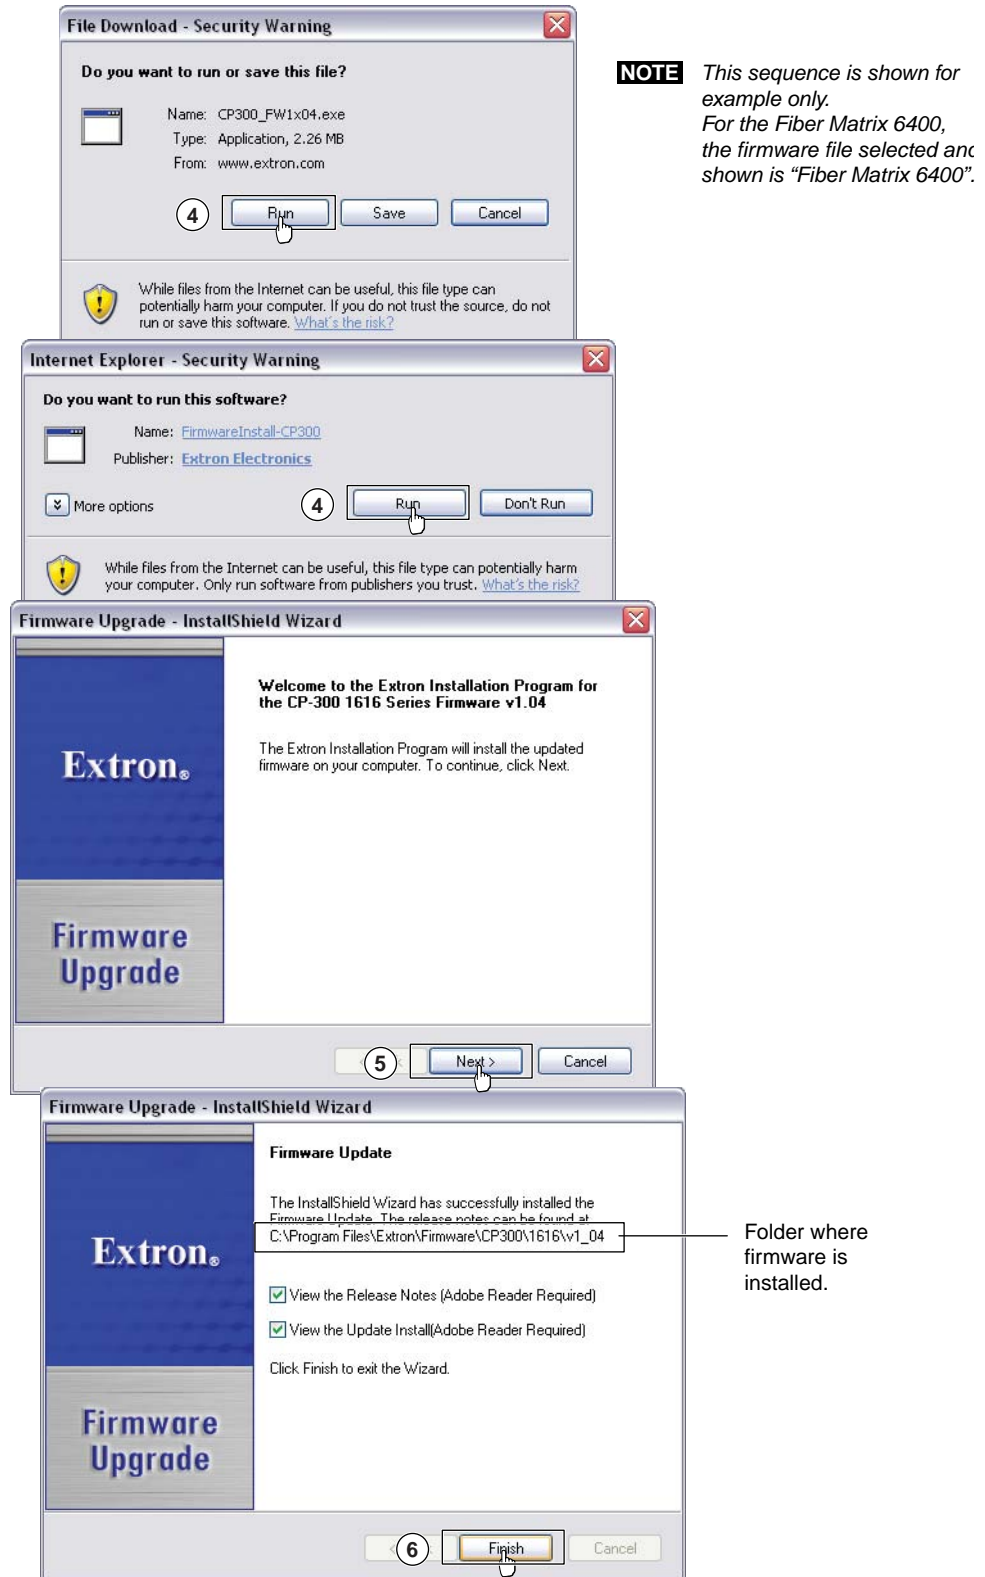 File Download - Security Warning
Do you want to run or save this file?
Name: CP300_FW1x04.exe
Type: Application, 2.26 MB
From: www.extron.com
4
Run
Save
Cancel
While files from the Internet can be useful, this file type can
potentially harm your computer. If you do not trust the source, do not
run or save this software. What's the risk?
NOTE
This sequence is shown for
example only.
For the Fiber Matrix 6400,
the firmware file selected and
shown is “Fiber Matrix 6400”.
Internet Explorer - Security Warning
Do you want to run this software?
Name: FirmwareInstall-CP300
Publisher: Extron Electronics
More options
4
Run
Don't Run
While files from the Internet can be useful, this file type can potentially harm
your computer. Only run software from publishers you trust. What's the risk?
Firmware Upgrade - InstallShield Wizard
Extron®
Firmware
Upgrade
Welcome to the Extron Installation Program for
the CP-300 1616 Series Firmware v1.04
The Extron Installation Program will install the updated
firmware on your computer. To continue, click Next.
5
Next >
Cancel
Firmware Upgrade - InstallShield Wizard
Extron®
Firmware
Upgrade
Firmware Update
The InstallShield Wizard has successfully installed the
Firmware Update. The release notes can be found at
C:\Program Files\Extron\Firmware\CP300\1616\v1_04
Folder where
firmware is
installed.
View the Release Notes (Adobe Reader Required)
View the Update Install(Adobe Reader Required)
Click Finish to exit the Wizard.
6
Finish
Cancel